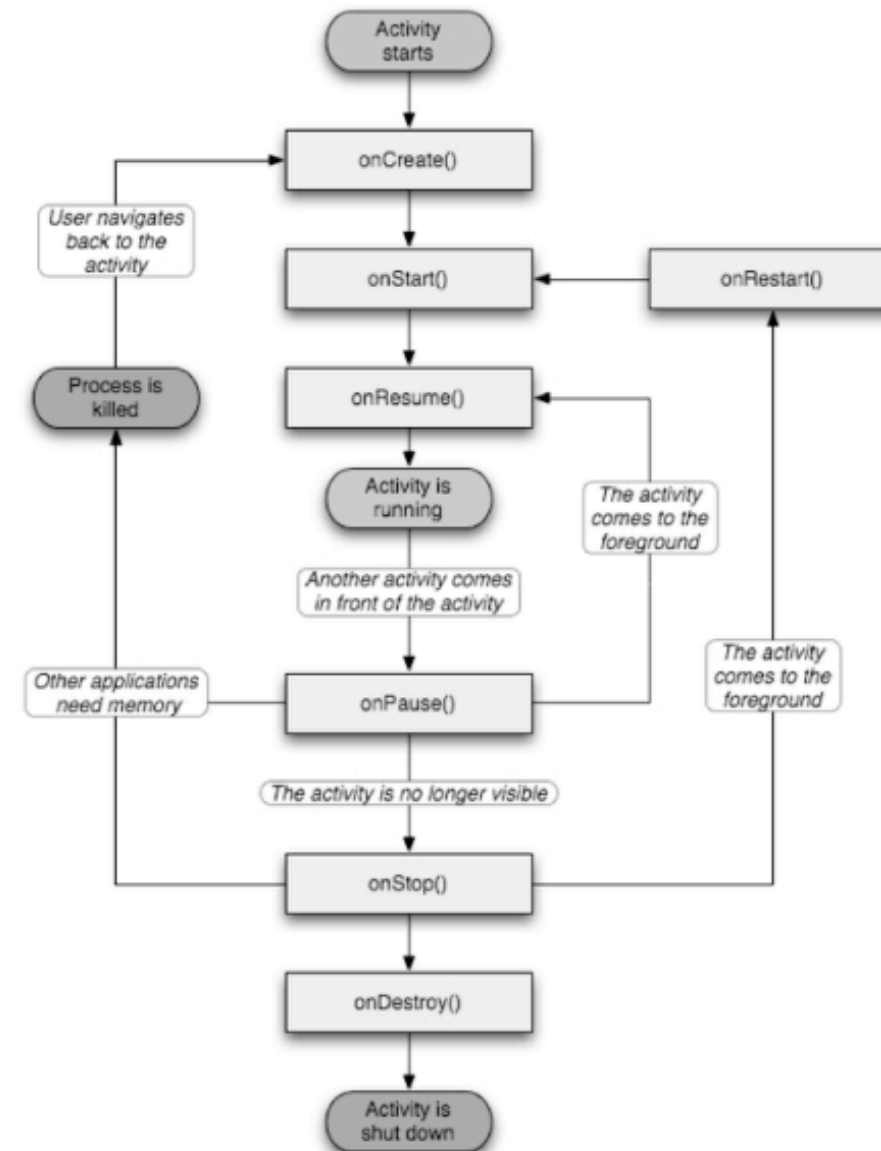 Activity
starts
onCreate()
User navigates
back to the
activity
onStart()
onRestart()
Process is
killed
onResume()
Activity is
running
The activity
comes to the
foreground
Another activity comes
in front of the activity
The activity
comes to the
foreground
Other applications
need memory
onPause()
The activity is no longer visible
onStop()
onDestroy()
Activity is
shut down